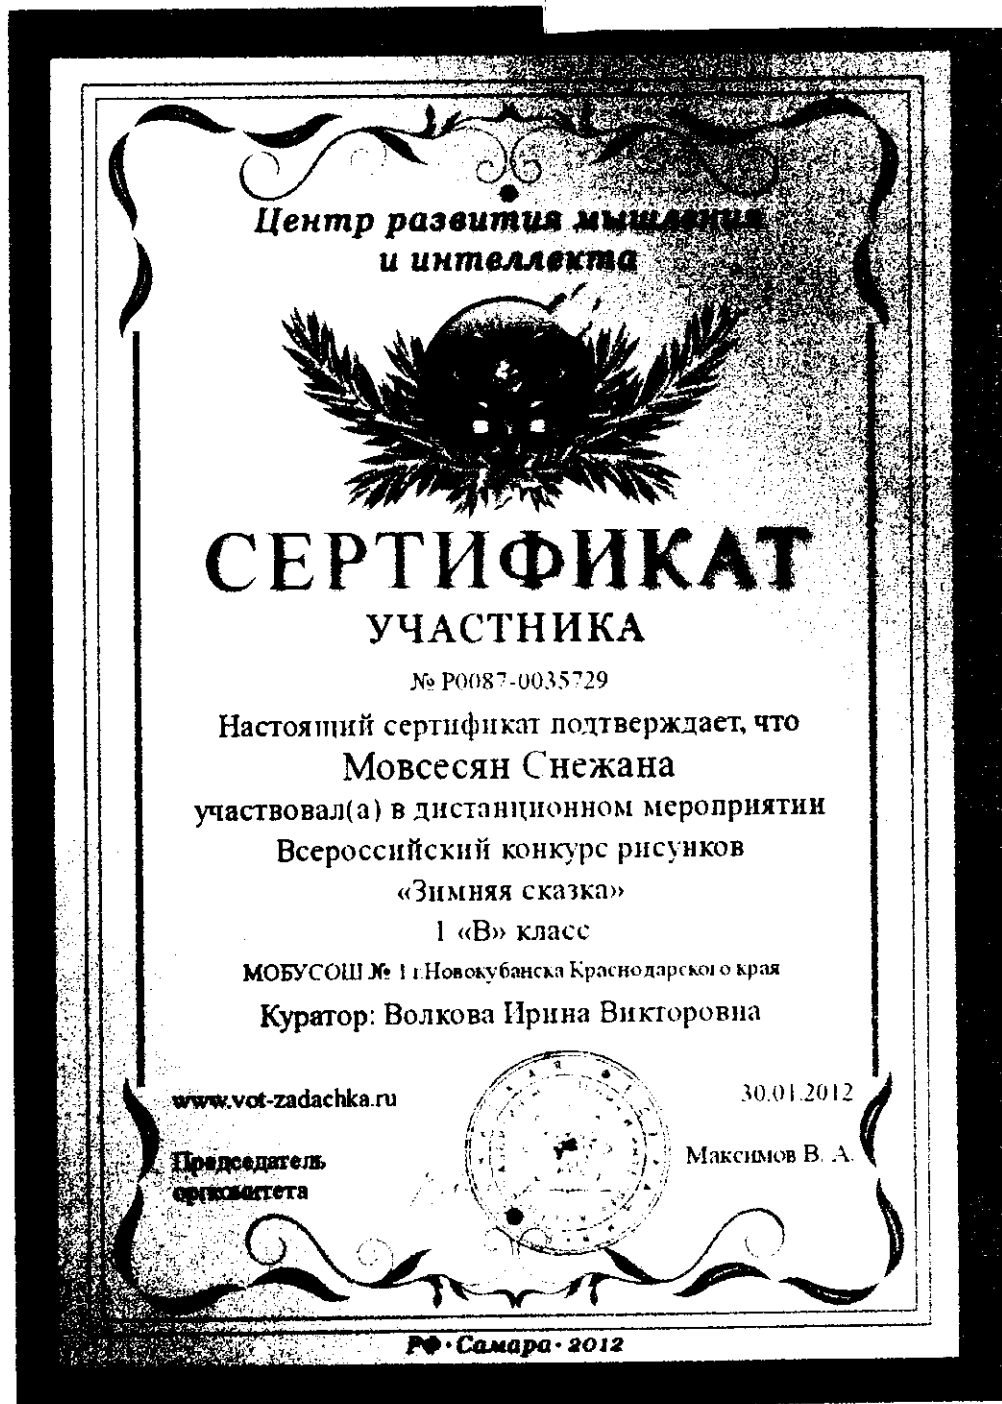 Центр развития мышления
и интеллекта
СЕРТИФИКАТ
УЧАСТНИКА
№ Р0087-0035729
Настоящий сертификат подтверждает, что
Мовсесян Снежана
участвовал(а) в дистанционном мероприятии
Всероссийский конкурс рисунков
«Зимняя сказка»
1 «В» класс
МОБУСОШ № 1 г.Новокубанска Краснодарского края
Куратор: Волкова Ирина Викторовна
www.vot-zadachka.ru
30.01.2012
Председатель
оргкомитета
Максимов В. А.
РФ · Самара · 2012